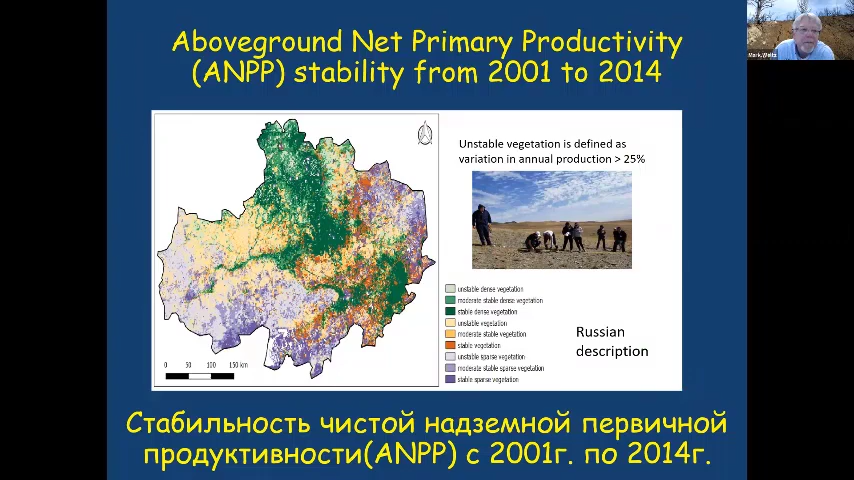 Aboveground Net Primary Productivity
(ANPP) stability from 2001 to 2014
Mark Weltz
Unstable vegetation is defined as
variation in annual production > 25%
unstable dense vegetation
moderate stable dense vegetation
stable dense vegetation
unstable vegetation
moderate stable vegetation
stable vegetation
unstable sparse vegetation
moderate stable sparse vegetation
stable sparse vegetation
Russian
description
0 50 100 150 km
Стабильность чистой надземной первичной
продуктивности(ANPP) с 2001г. по 2014г.